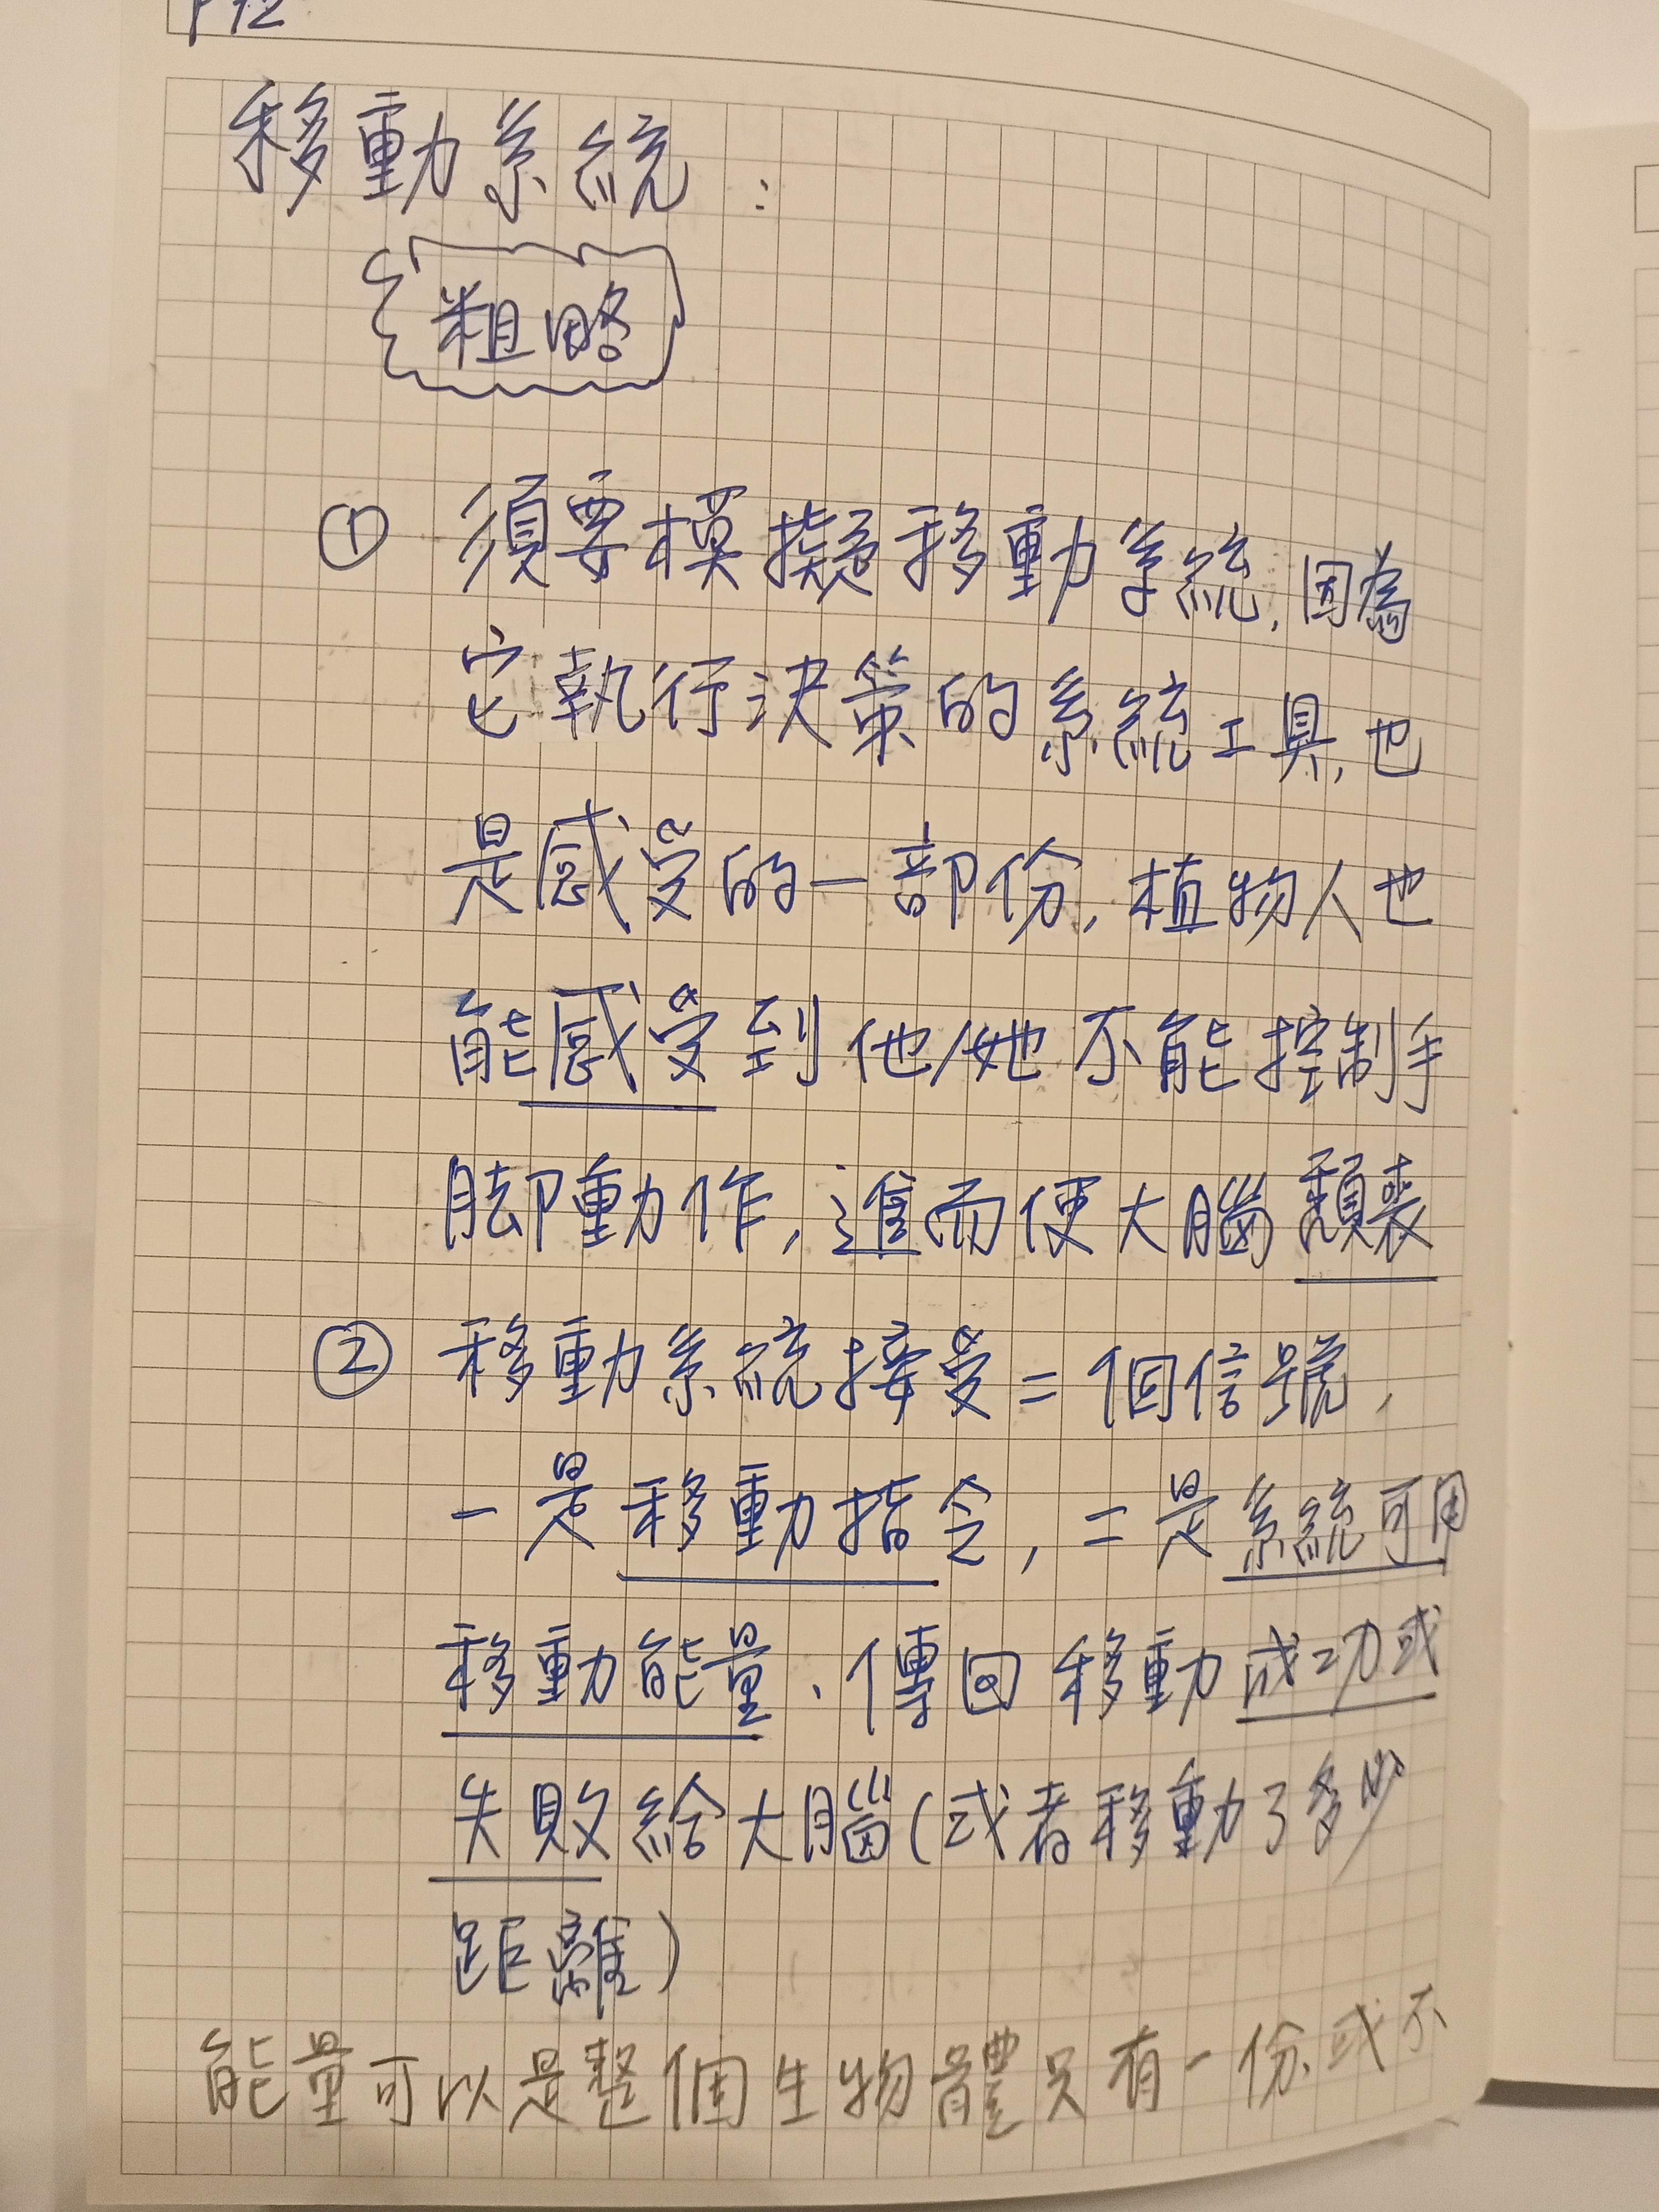 P12
移動系統：
粗略
① 須要模擬移動系統, 因為
它執行決策的系統工具, 也
是感受的一部份, 植物人也
能感受到他/她不能控制手
腳動作, 進而使大腦頹喪
② 移動系統接受二個信號,
一是移動指令, 二是系統可用
移動能量、傳回移動成功或
失敗給大腦(或者移動了多少
距離)
能量可以是整個生物體只有一份、或不